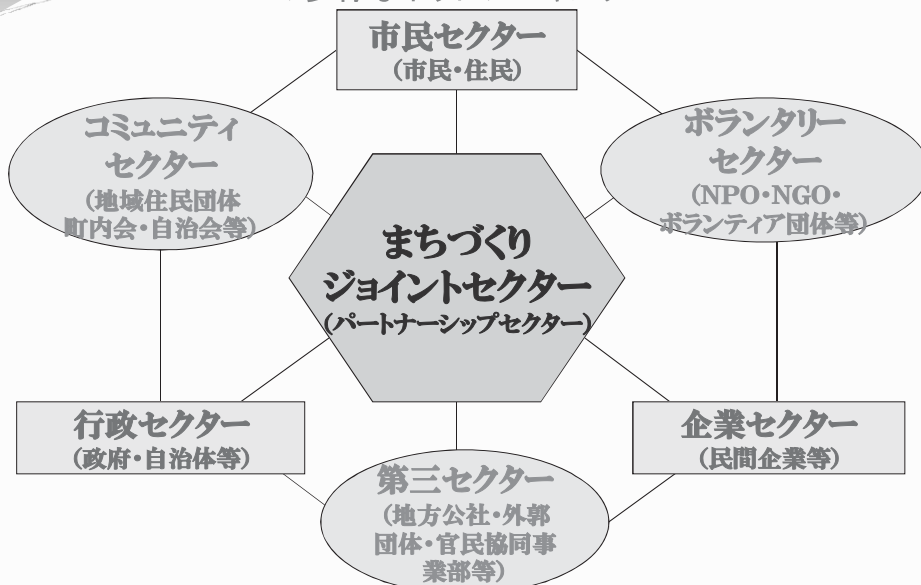 市民セクター
(市民・住民)
コミュニティ
セクター
(地域住民団体
町内会・自治会等)
ボランタリー
セクター
(NPO・NGO・
ボランティア団体等)
まちづくり
ジョイントセクター
(パートナーシップセクター)
行政セクター
(政府・自治体等)
企業セクター
(民間企業等)
第三セクター
(地方公社・外郭
団体・官民協同事
業部等)